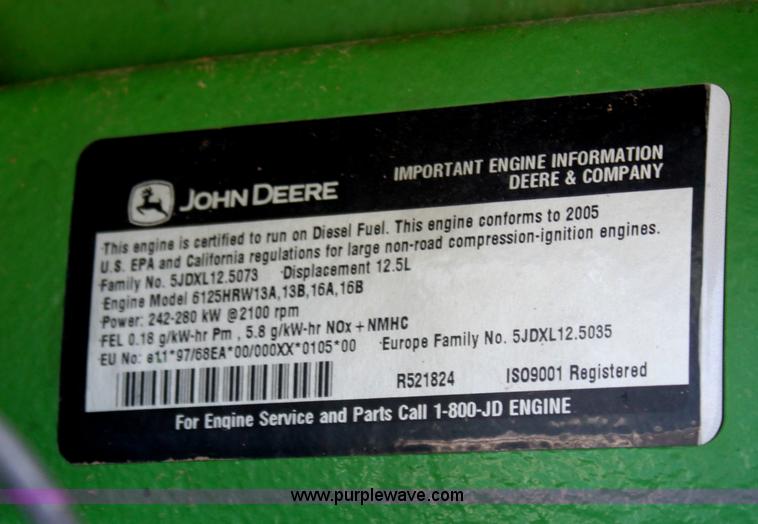 JOHN DEERE
IMPORTANT ENGINE INFORMATION
DEERE & COMPANY
This engine is certified to run on Diesel Fuel. This engine conforms to 2005
U.S. EPA and California regulations for large non-road compression-ignition engines.
Family No. 5JDXL12.5073 Displacement 12.5L
Engine Model 6125HRW13A,13B,16A,16B
Power: 242-280 kW @2100 rpm
FEL 0.18 g/kW-hr Pm , 5.8 g/kW-hr NOx+NMHC
EU No: e11*97/68EA*00/000XX*0105*00 Europe Family No. 5JDXL12.5035
R521824 ISO9001 Registered
For Engine Service and Parts Call 1-800-JD ENGINE
www.purplewave.com